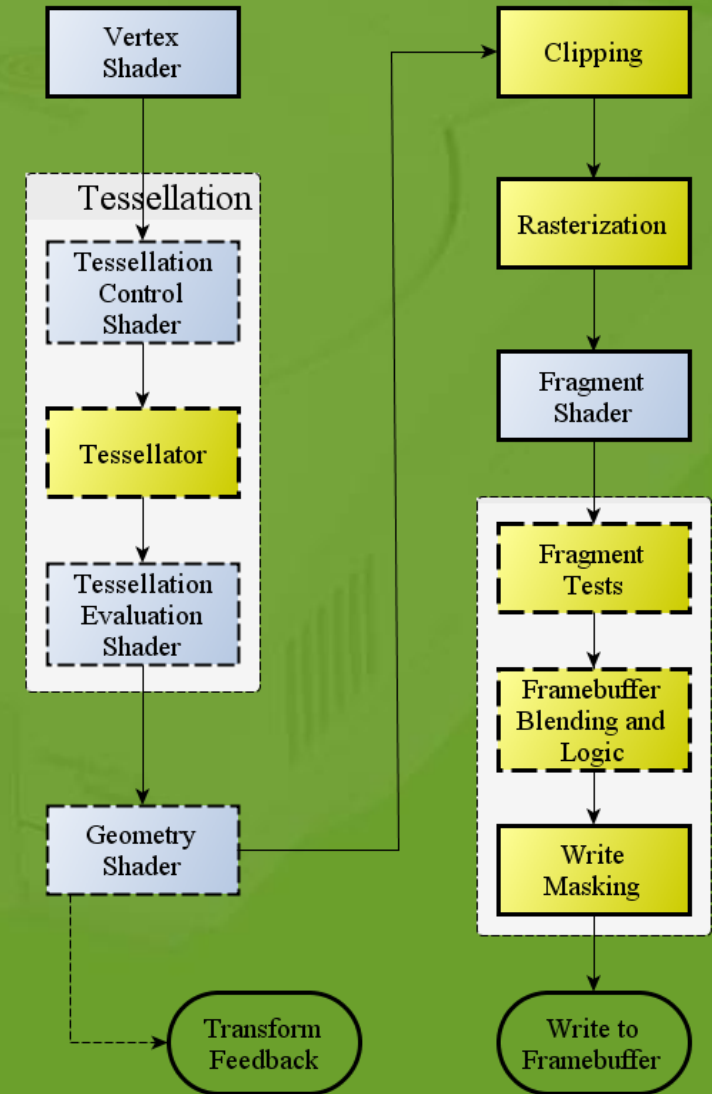 Vertex
Shader
Tessellation
Tessellation
Control
Shader
Tessellator
Tessellation
Evaluation
Shader
Geometry
Shader
Transform
Feedback
Clipping
Rasterization
Fragment
Shader
Fragment
Tests
Framebuffer
Blending and
Logic
Write
Masking
Write to
Framebuffer